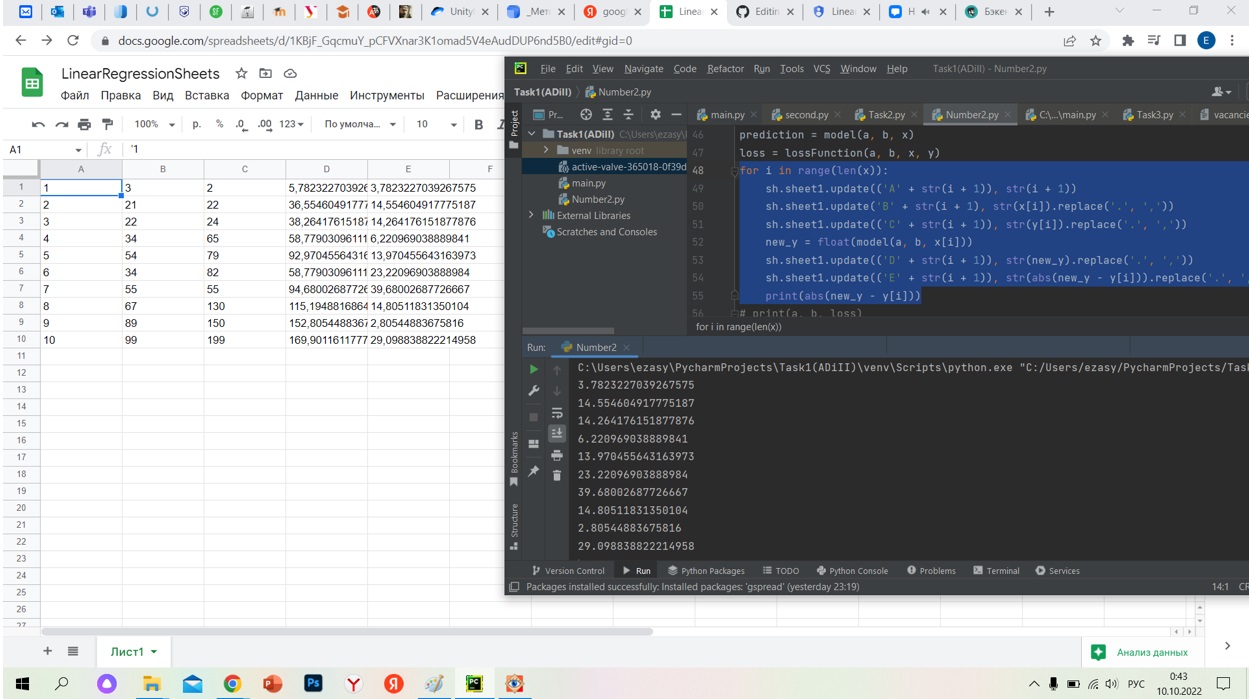 Unity
_Мето
goog
Linea
Editin
Linea
H
Бэке
docs.google.com/spreadsheets/d/1KBjF_GqcmuY_pCFVXnar3K1omad5V4eAudDUP6nd5B0/edit#gid=0
E
LinearRegressionSheets
Файл Правка Вид Вставка Формат Данные Инструменты Расширения
100% р. % .0 .00 123 По умолча... 10 B I
A1 fx '1
A B C D E F
1 1 3 2 5,7823227039267575 3,7823227039267575
2 2 21 22 36,554604917775187 14,554604917775187
3 3 22 24 38,264176151877876 14,264176151877876
4 4 34 65 58,77903096111 6,220969038889841
5 5 54 79 92,970455643163973 13,970455643163973
6 6 34 82 58,77903096111 23,22096903888984
7 7 55 55 94,68002687726667 39,68002687726667
8 8 67 130 115,1948816864 14,80511831350104
9 9 89 150 152,8054488367 2,80544883675816
10 10 99 199 169,9011611777 29,098838822214958
11
12
13
14
15
16
17
18
19
20
21
22
23
24
25
26
27
Лист1
Анализ данных
File Edit View Navigate Code Refactor Run Tools VCS Window Help Task1(ADiII) - Number2.py
Task1(ADiII) Number2.py
Project
Pr...
main.py second.py Task2.py Number2.py C:\...\main.py Task3.py vacancie
Task1(ADiII) C:\Users\ezasy\
venv library root
active-valve-365018-0f39d
main.py
Number2.py
External Libraries
Scratches and Consoles
46 prediction = model(a, b, x)
47 loss = lossFunction(a, b, x, y)
48 for i in range(len(x)):
49 sh.sheet1.update(('A' + str(i + 1)), str(i + 1))
50 sh.sheet1.update('B' + str(i + 1), str(x[i]).replace('.', ','))
51 sh.sheet1.update(('C' + str(i + 1)), str(y[i]).replace('.', ','))
52 new_y = float(model(a, b, x[i]))
53 sh.sheet1.update(('D' + str(i + 1)), str(new_y).replace('.', ','))
54 sh.sheet1.update(('E' + str(i + 1)), str(abs(new_y - y[i])).replace('.', '
55 print(abs(new_y - y[i]))
56 # print(a, b, loss)
for i in range(len(x))
Run: Number2
C:\Users\ezasy\PycharmProjects\Task1(ADiII)\venv\Scripts\python.exe "C:/Users/ezasy/PycharmProjects/Tas
3.7823227039267575
14.554604917775187
14.264176151877876
6.220969038889841
13.970455643163973
23.22096903888984
39.68002687726667
14.80511831350104
2.80544883675816
29.098838822214958
Bookmarks
Structure
Version Control Run Python Packages TODO Python Console Problems Terminal Services
Packages installed successfully: Installed packages: 'gspread' (yesterday 23:19) 14:1 CR
РУС
0:43
10.10.2022